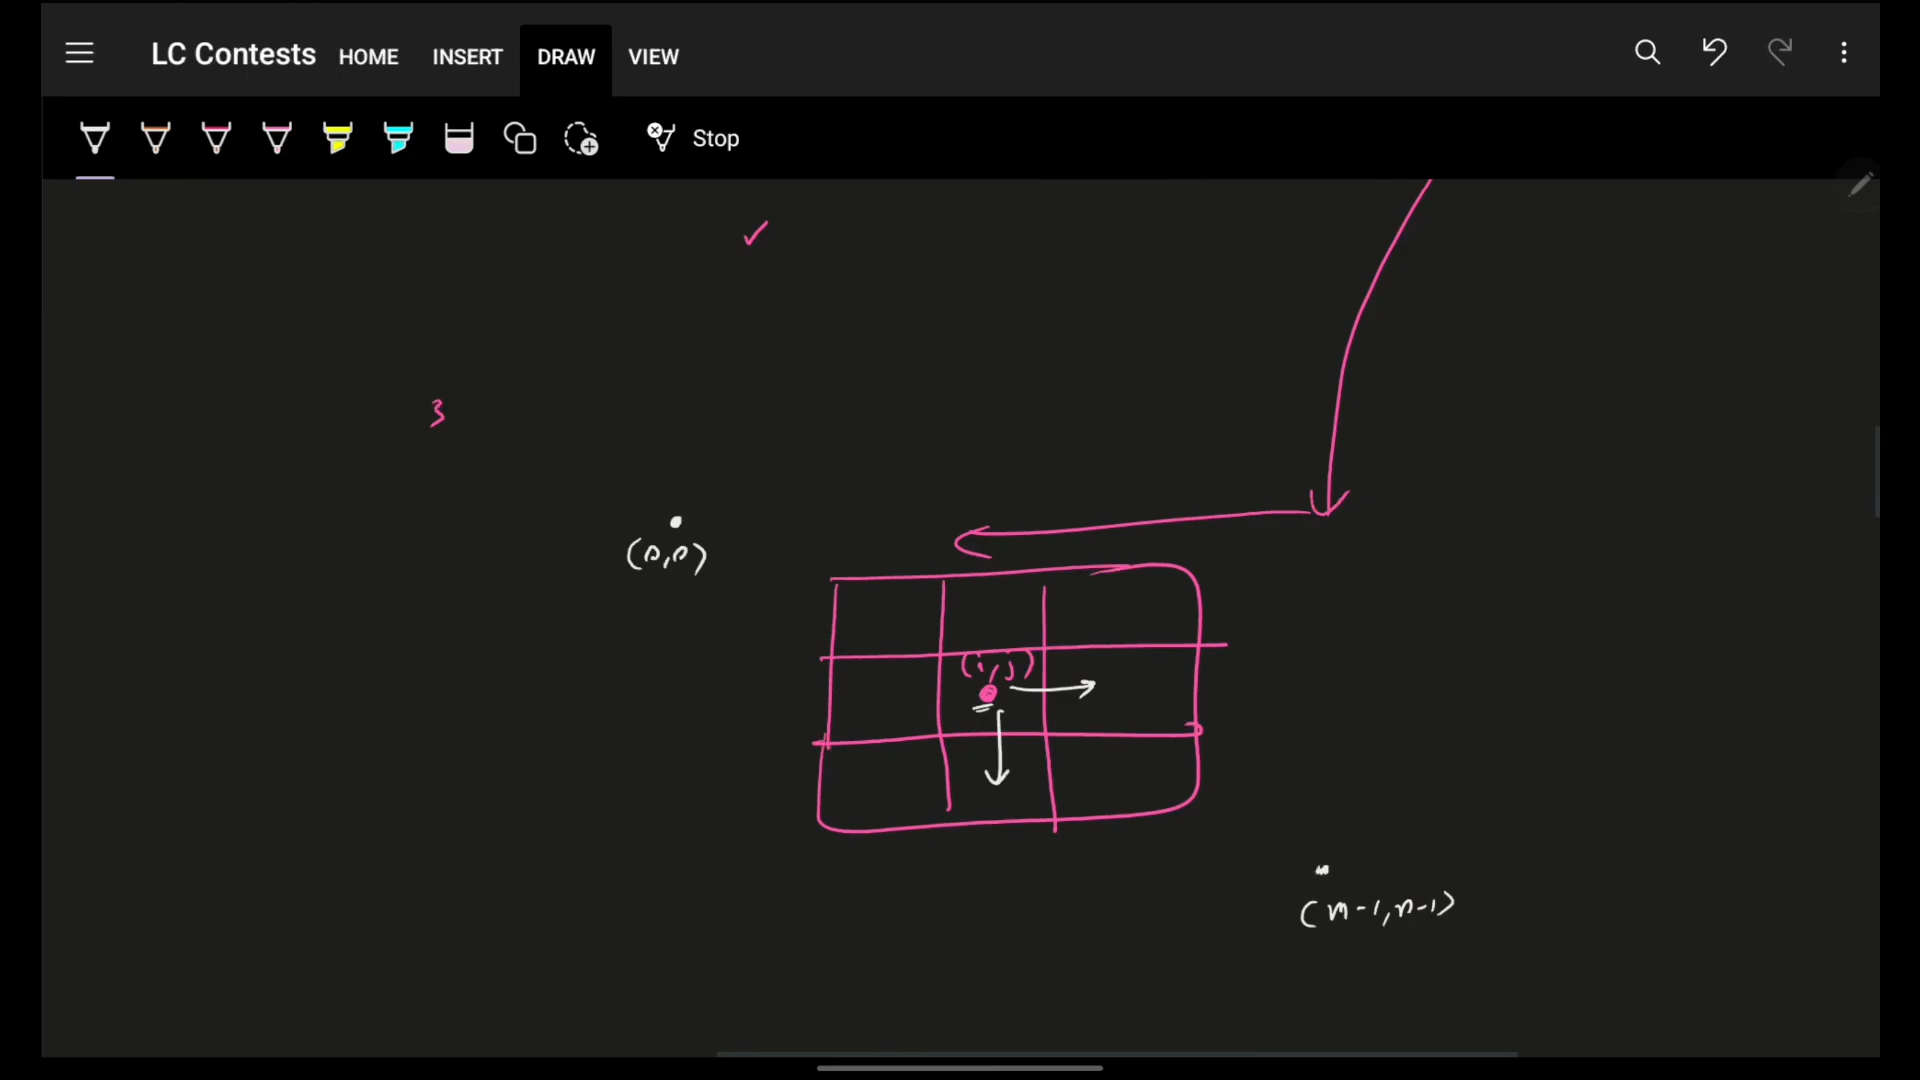 LC Contests HOME INSERT DRAW VIEW
Stop
3
(0,0)
(i,j)
(m-1,n-1)